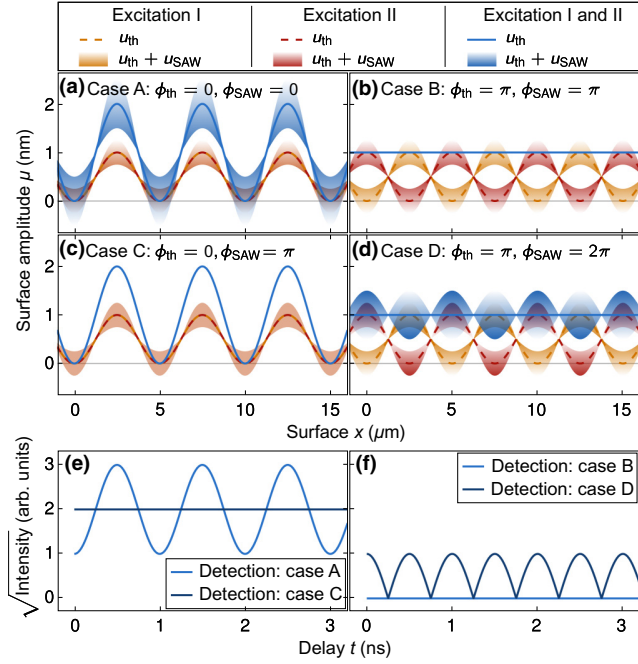 Excitation I
Excitation II
Excitation I and II
u_th
u_th
u_th
u_th + u_SAW
u_th + u_SAW
u_th + u_SAW
(a) Case A: ϕ_th = 0, ϕ_SAW = 0
(b) Case B: ϕ_th = π, ϕ_SAW = π
2
1
0
(c) Case C: ϕ_th = 0, ϕ_SAW = π
(d) Case D: ϕ_th = π, ϕ_SAW = 2π
2
1
0
Surface amplitude μ (nm)
0 5 10 15
0 5 10 15
Surface x (μm)
(e)
(f)
Detection: case B
Detection: case D
3
2
1
0
Detection: case A
Detection: case C
√Intensity (arb. units)
0 1 2 3
0 1 2 3
Delay t (ns)